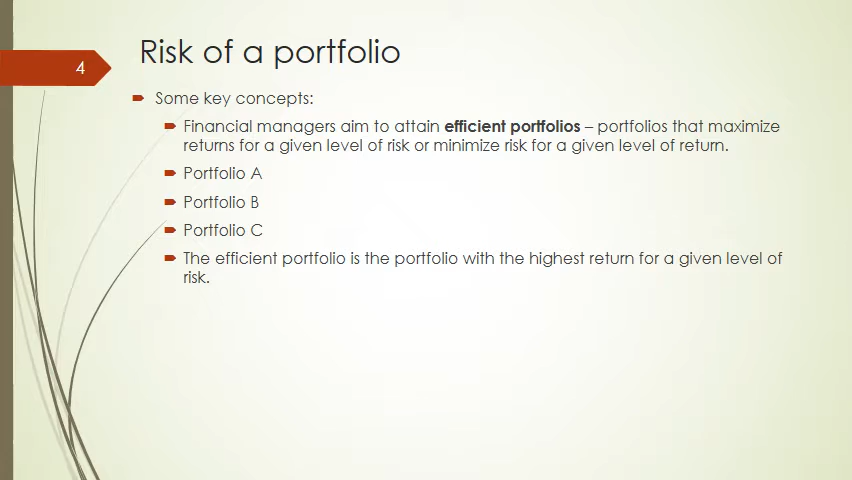 4
Risk of a portfolio
Some key concepts:
Financial managers aim to attain efficient portfolios – portfolios that maximize
returns for a given level of risk or minimize risk for a given level of return.
Portfolio A
Portfolio B
Portfolio C
The efficient portfolio is the portfolio with the highest return for a given level of
risk.